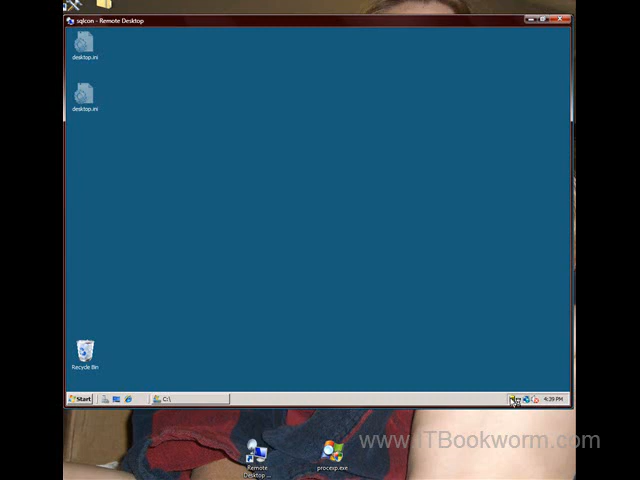 sqlcon - Remote Desktop
desktop.ini
desktop.ini
Recycle Bin
Start
C:\
4:39 PM
www.ITBookworm.com
Remote
Desktop ...
procexp.exe